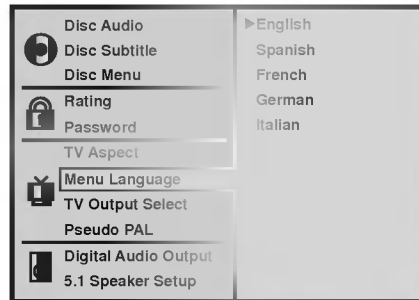 Disc Audio
Disc Subtitle
Disc Menu
Rating
Password
TV Aspect
Menu Language
TV Output Select
Pseudo PAL
Digital Audio Output
5.1 Speaker Setup
English
Spanish
French
German
Italian